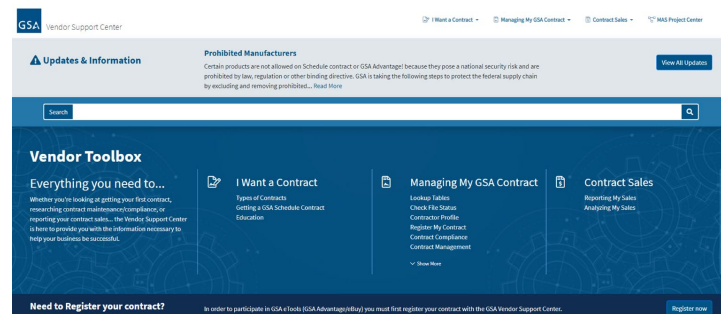 GSA Vendor Support Center
I Want a Contract
Managing My GSA Contract
Contract Sales
MAS Project Center
Updates & Information
Prohibited Manufacturers
Certain products are not allowed on Schedule contract or GSA Advantage! because they pose a national security risk and are
prohibited by law, regulation or other binding directive. GSA is taking the following steps to protect the federal supply chain
by excluding and removing prohibited... Read More
View All Updates
Search
Vendor Toolbox
Everything you need to...
Whether you're looking at getting your first contract,
researching contract maintenance/compliance, or
reporting your contract sales... the Vendor Support Center
is here to provide you with the information necessary to
help your business be successful.
I Want a Contract
Types of Contracts
Getting a GSA Schedule Contract
Education
Managing My GSA Contract
Lookup Tables
Check File Status
Contractor Profile
Register My Contract
Contract Compliance
Contract Management
Show More
Contract Sales
Reporting My Sales
Analyzing My Sales
Need to Register your contract?
In order to participate in GSA eTools (GSA Advantage/eBuy) you must first register your contract with the GSA Vendor Support Center.
Register now